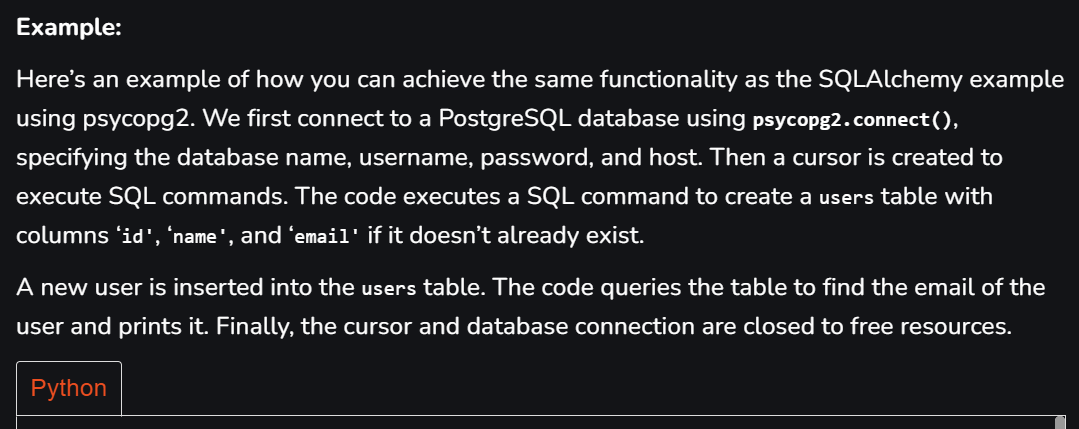 Example:
Here’s an example of how you can achieve the same functionality as the SQLAlchemy example
using psycopg2. We first connect to a PostgreSQL database using psycopg2.connect(),
specifying the database name, username, password, and host. Then a cursor is created to
execute SQL commands. The code executes a SQL command to create a users table with
columns ‘id', ‘name', and ‘email' if it doesn’t already exist.
A new user is inserted into the users table. The code queries the table to find the email of the
user and prints it. Finally, the cursor and database connection are closed to free resources.
Python